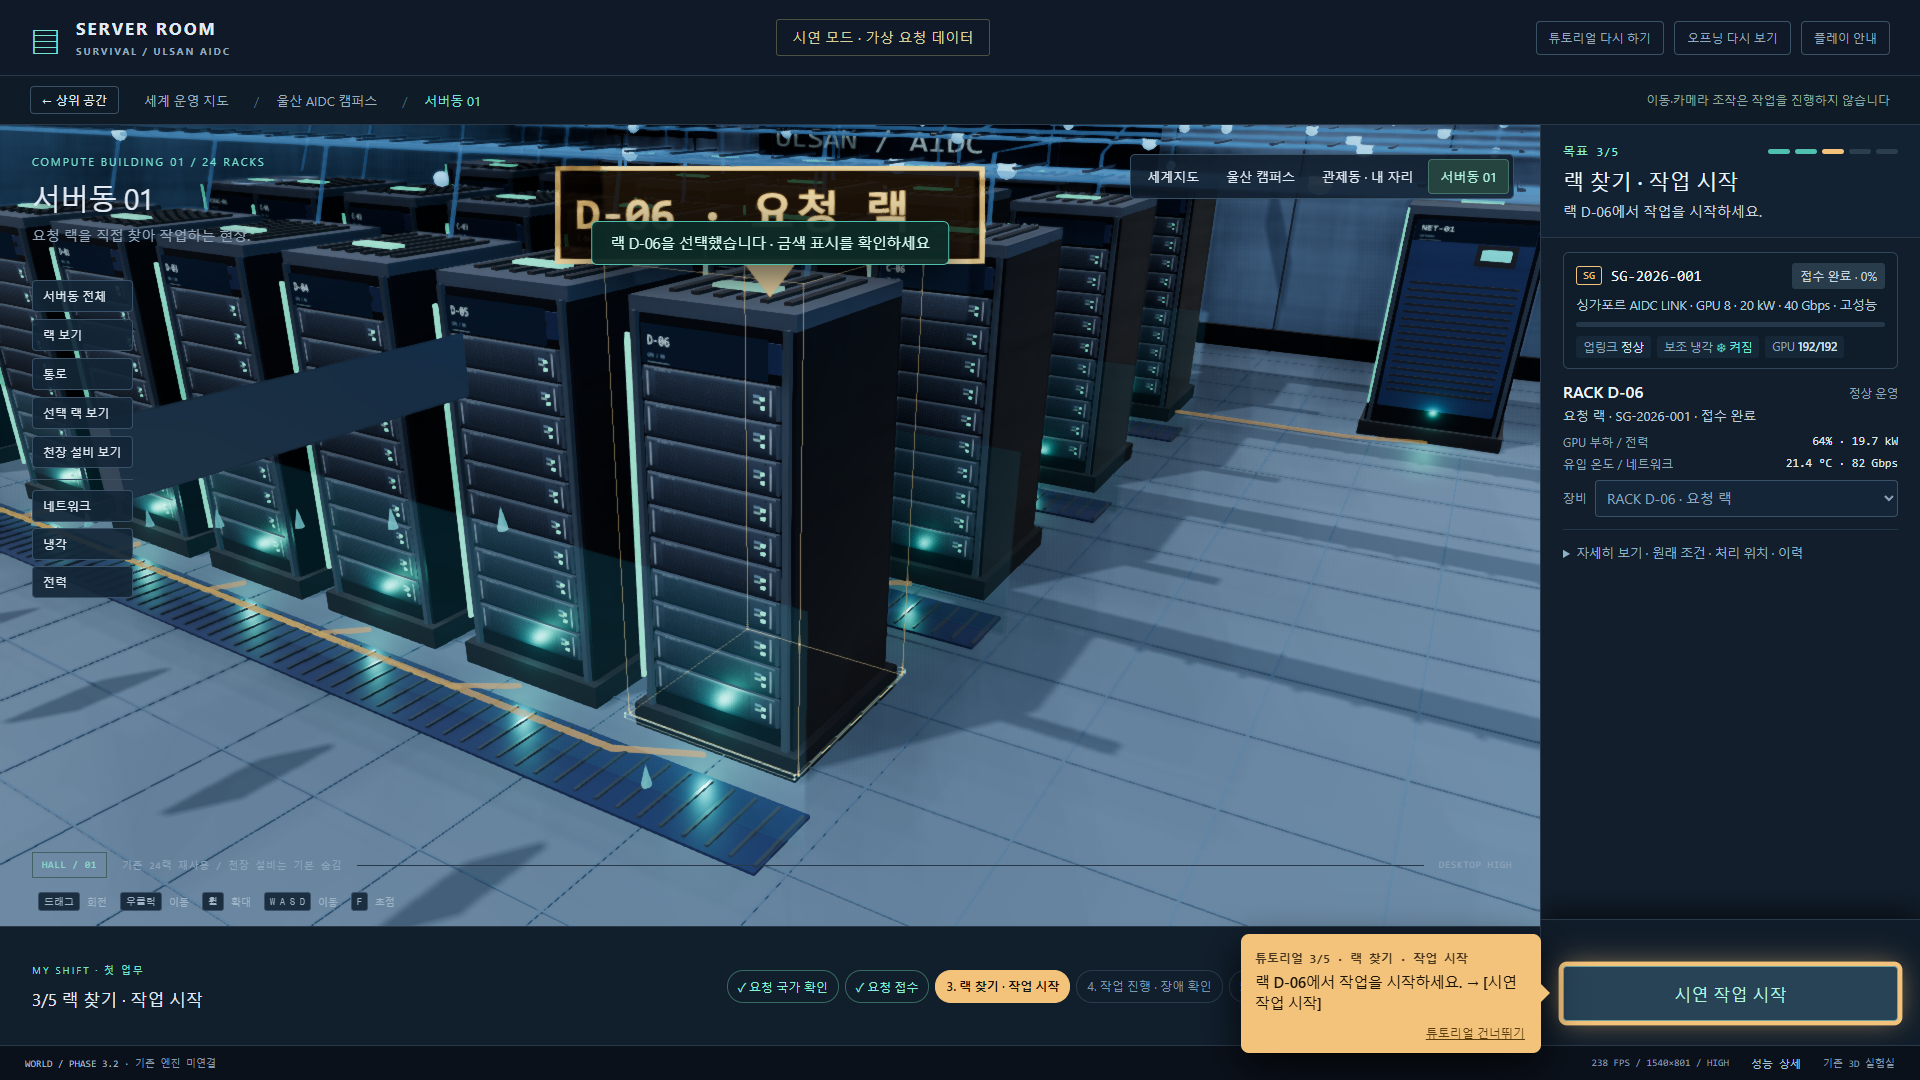 SERVER ROOM
SURVIVAL / ULSAN AIDC
시연 모드 · 가상 요청 데이터
튜토리얼 다시 하기
오프닝 다시 보기
플레이 안내
← 상위 공간
세계 운영 지도 / 울산 AIDC 캠퍼스 / 서버동 01
이동·카메라 조작은 작업을 진행하지 않습니다
COMPUTE BUILDING 01 / 24 RACKS
서버동 01
요청 랙을 직접 찾아 작업하는 현장.
ULSAN / AIDC
D-06 · 요청 랙
랙 D-06을 선택했습니다 · 금색 표시를 확인하세요
세계지도
울산 캠퍼스
관제동 · 내 자리
서버동 01
서버동 전체
랙 보기
통로
선택 랙 보기
천장 설비 보기
네트워크
냉각
전력
D-04
D-05
D-06
NET-01
목표 3/5
랙 찾기 · 작업 시작
랙 D-06에서 작업을 시작하세요.
SG SG-2026-001 접수 완료 · 0%
싱가포르 AIDC LINK · GPU 8 · 20 kW · 40 Gbps · 고성능
업링크 정상
보조 냉각 ❄ 켜짐
GPU 192/192
RACK D-06 정상 운영
요청 랙 · SG-2026-001 · 접수 완료
GPU 부하 / 전력 64% · 19.7 kW
유입 온도 / 네트워크 21.4 °C · 82 Gbps
장비 RACK D-06 · 요청 랙
▶ 자세히 보기 · 원래 조건 · 처리 위치 · 이력
HALL / 01 기존 24랙 재사용 / 천장 설비는 기본 숨김
DESKTOP HIGH
드래그 회전 우클릭 이동 휠 확대 W A S D 이동 F 초점
MY SHIFT · 첫 업무
3/5 랙 찾기 · 작업 시작
✓ 요청 국가 확인
✓ 요청 접수
3. 랙 찾기 · 작업 시작
4. 작업 진행 · 장애 확인
튜토리얼 3/5 · 랙 찾기 · 작업 시작
랙 D-06에서 작업을 시작하세요. → [시연
작업 시작]
튜토리얼 건너뛰기
시연 작업 시작
WORLD / PHASE 3.2 · 기존 엔진 미연결
238 FPS / 1540×801 / HIGH
성능 상세
기존 3D 실험실